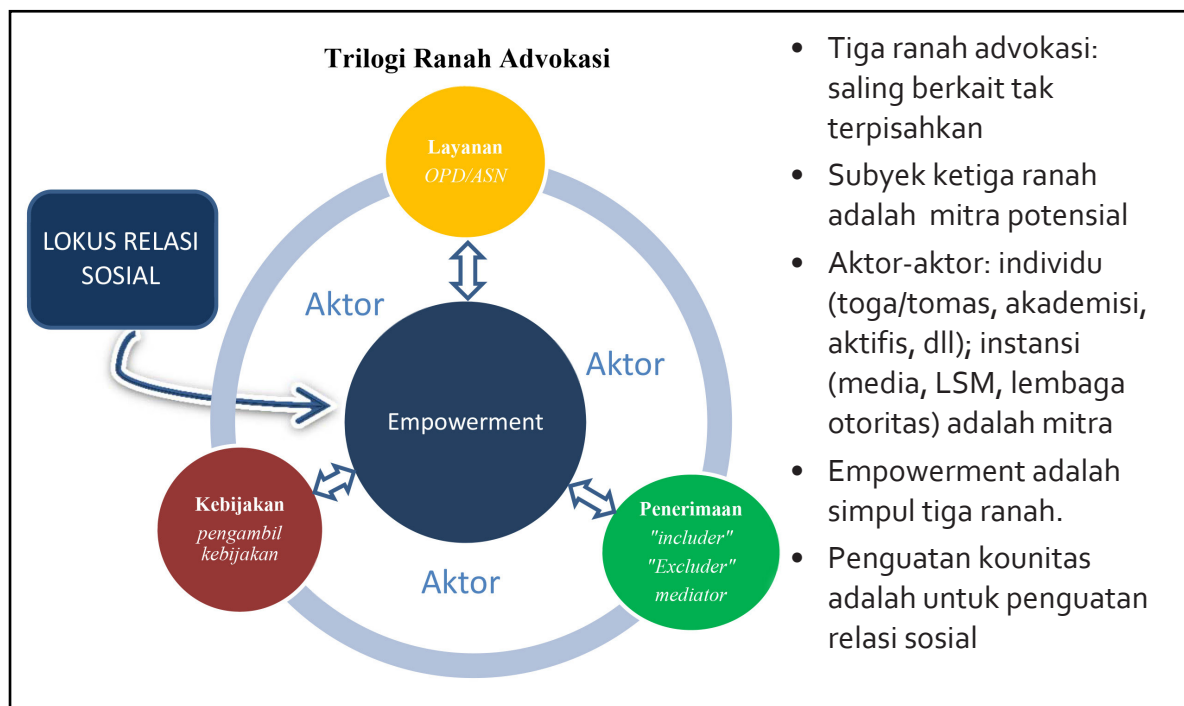 Trilogi Ranah Advokasi
Layanan
OPD/ASN
LOKUS RELASI
SOSIAL
Aktor
Aktor
Empowerment
Kebijakan
pengambil
kebijakan
Penerimaan
"includer"
"Excluder"
mediator
Aktor
• Tiga ranah advokasi:
saling berkait tak
terpisahkan
• Subyek ketiga ranah
adalah mitra potensial
• Aktor-aktor: individu
(toga/tomas, akademisi,
aktifis, dll); instansi
(media, LSM, lembaga
otoritas) adalah mitra
• Empowerment adalah
simpul tiga ranah.
• Penguatan kounitas
adalah untuk penguatan
relasi sosial